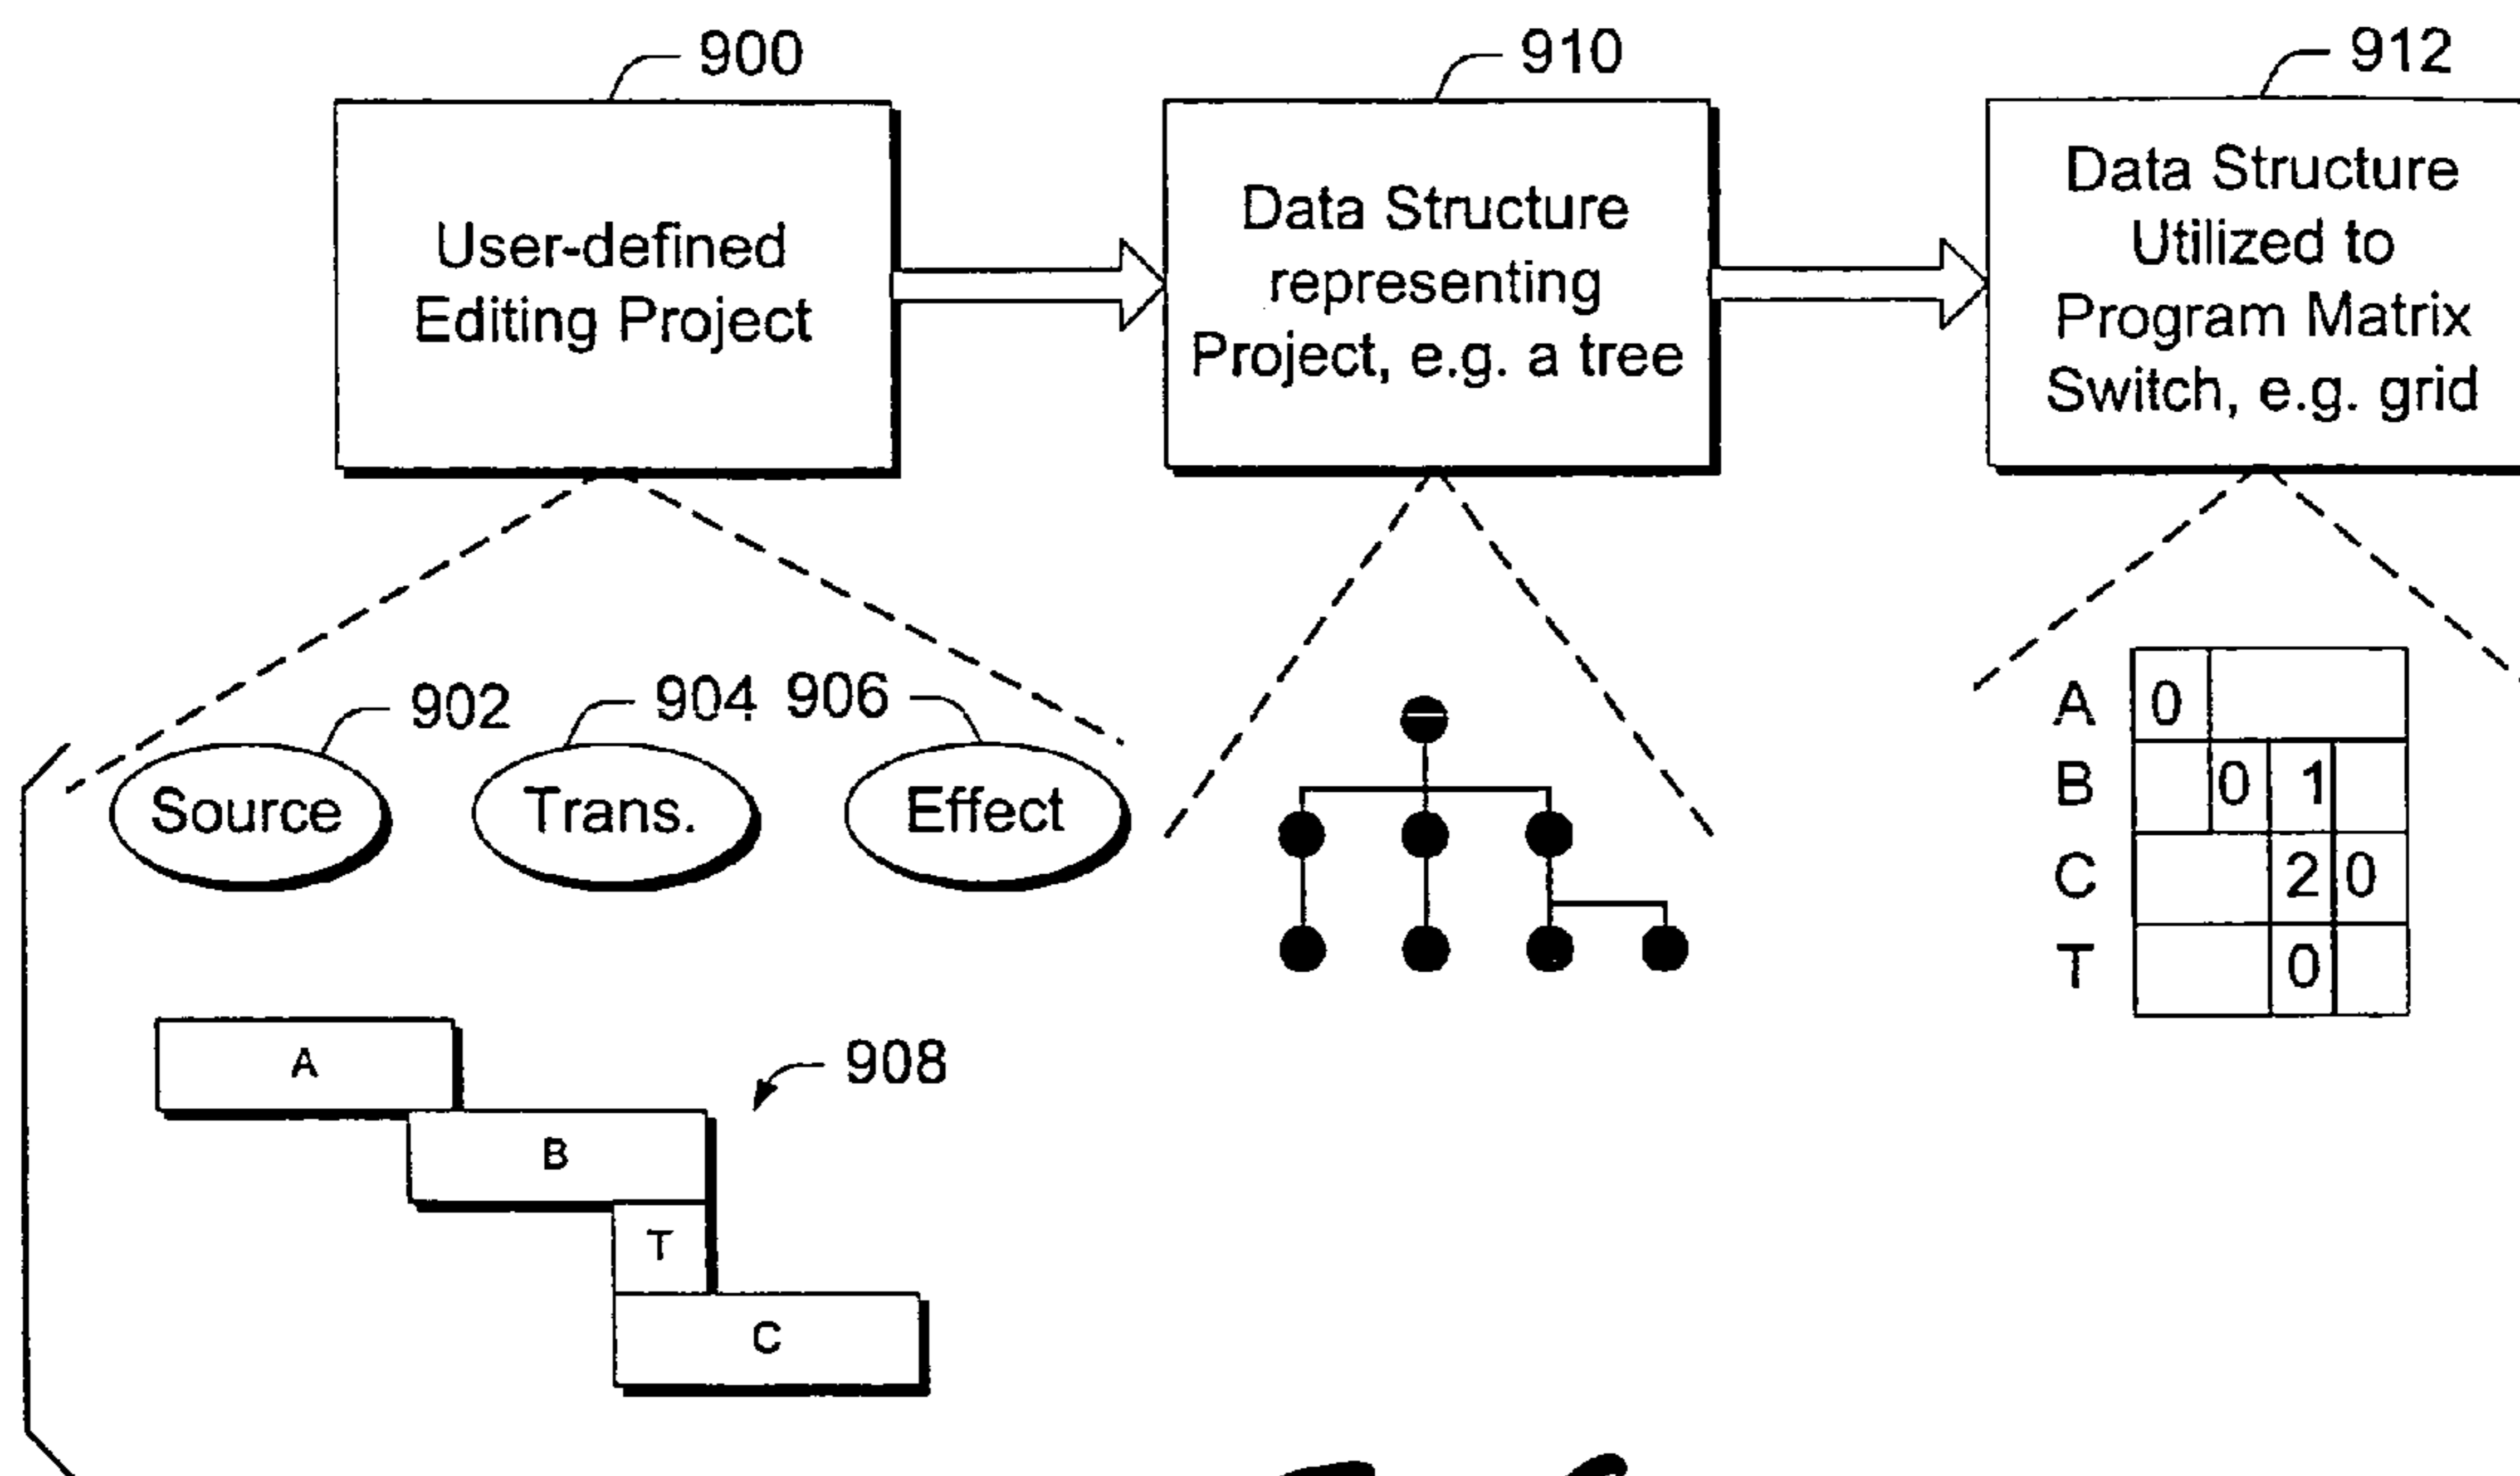 900
910
912
User-defined
Editing Project
Data Structure
representing
Project, e.g. a tree
Data Structure
Utilized to
Program Matrix
Switch, e.g. grid
902
904
906
Source
Trans.
Effect
A 0
B 0 1
C 2 0
T 0
A
908
B
T
C